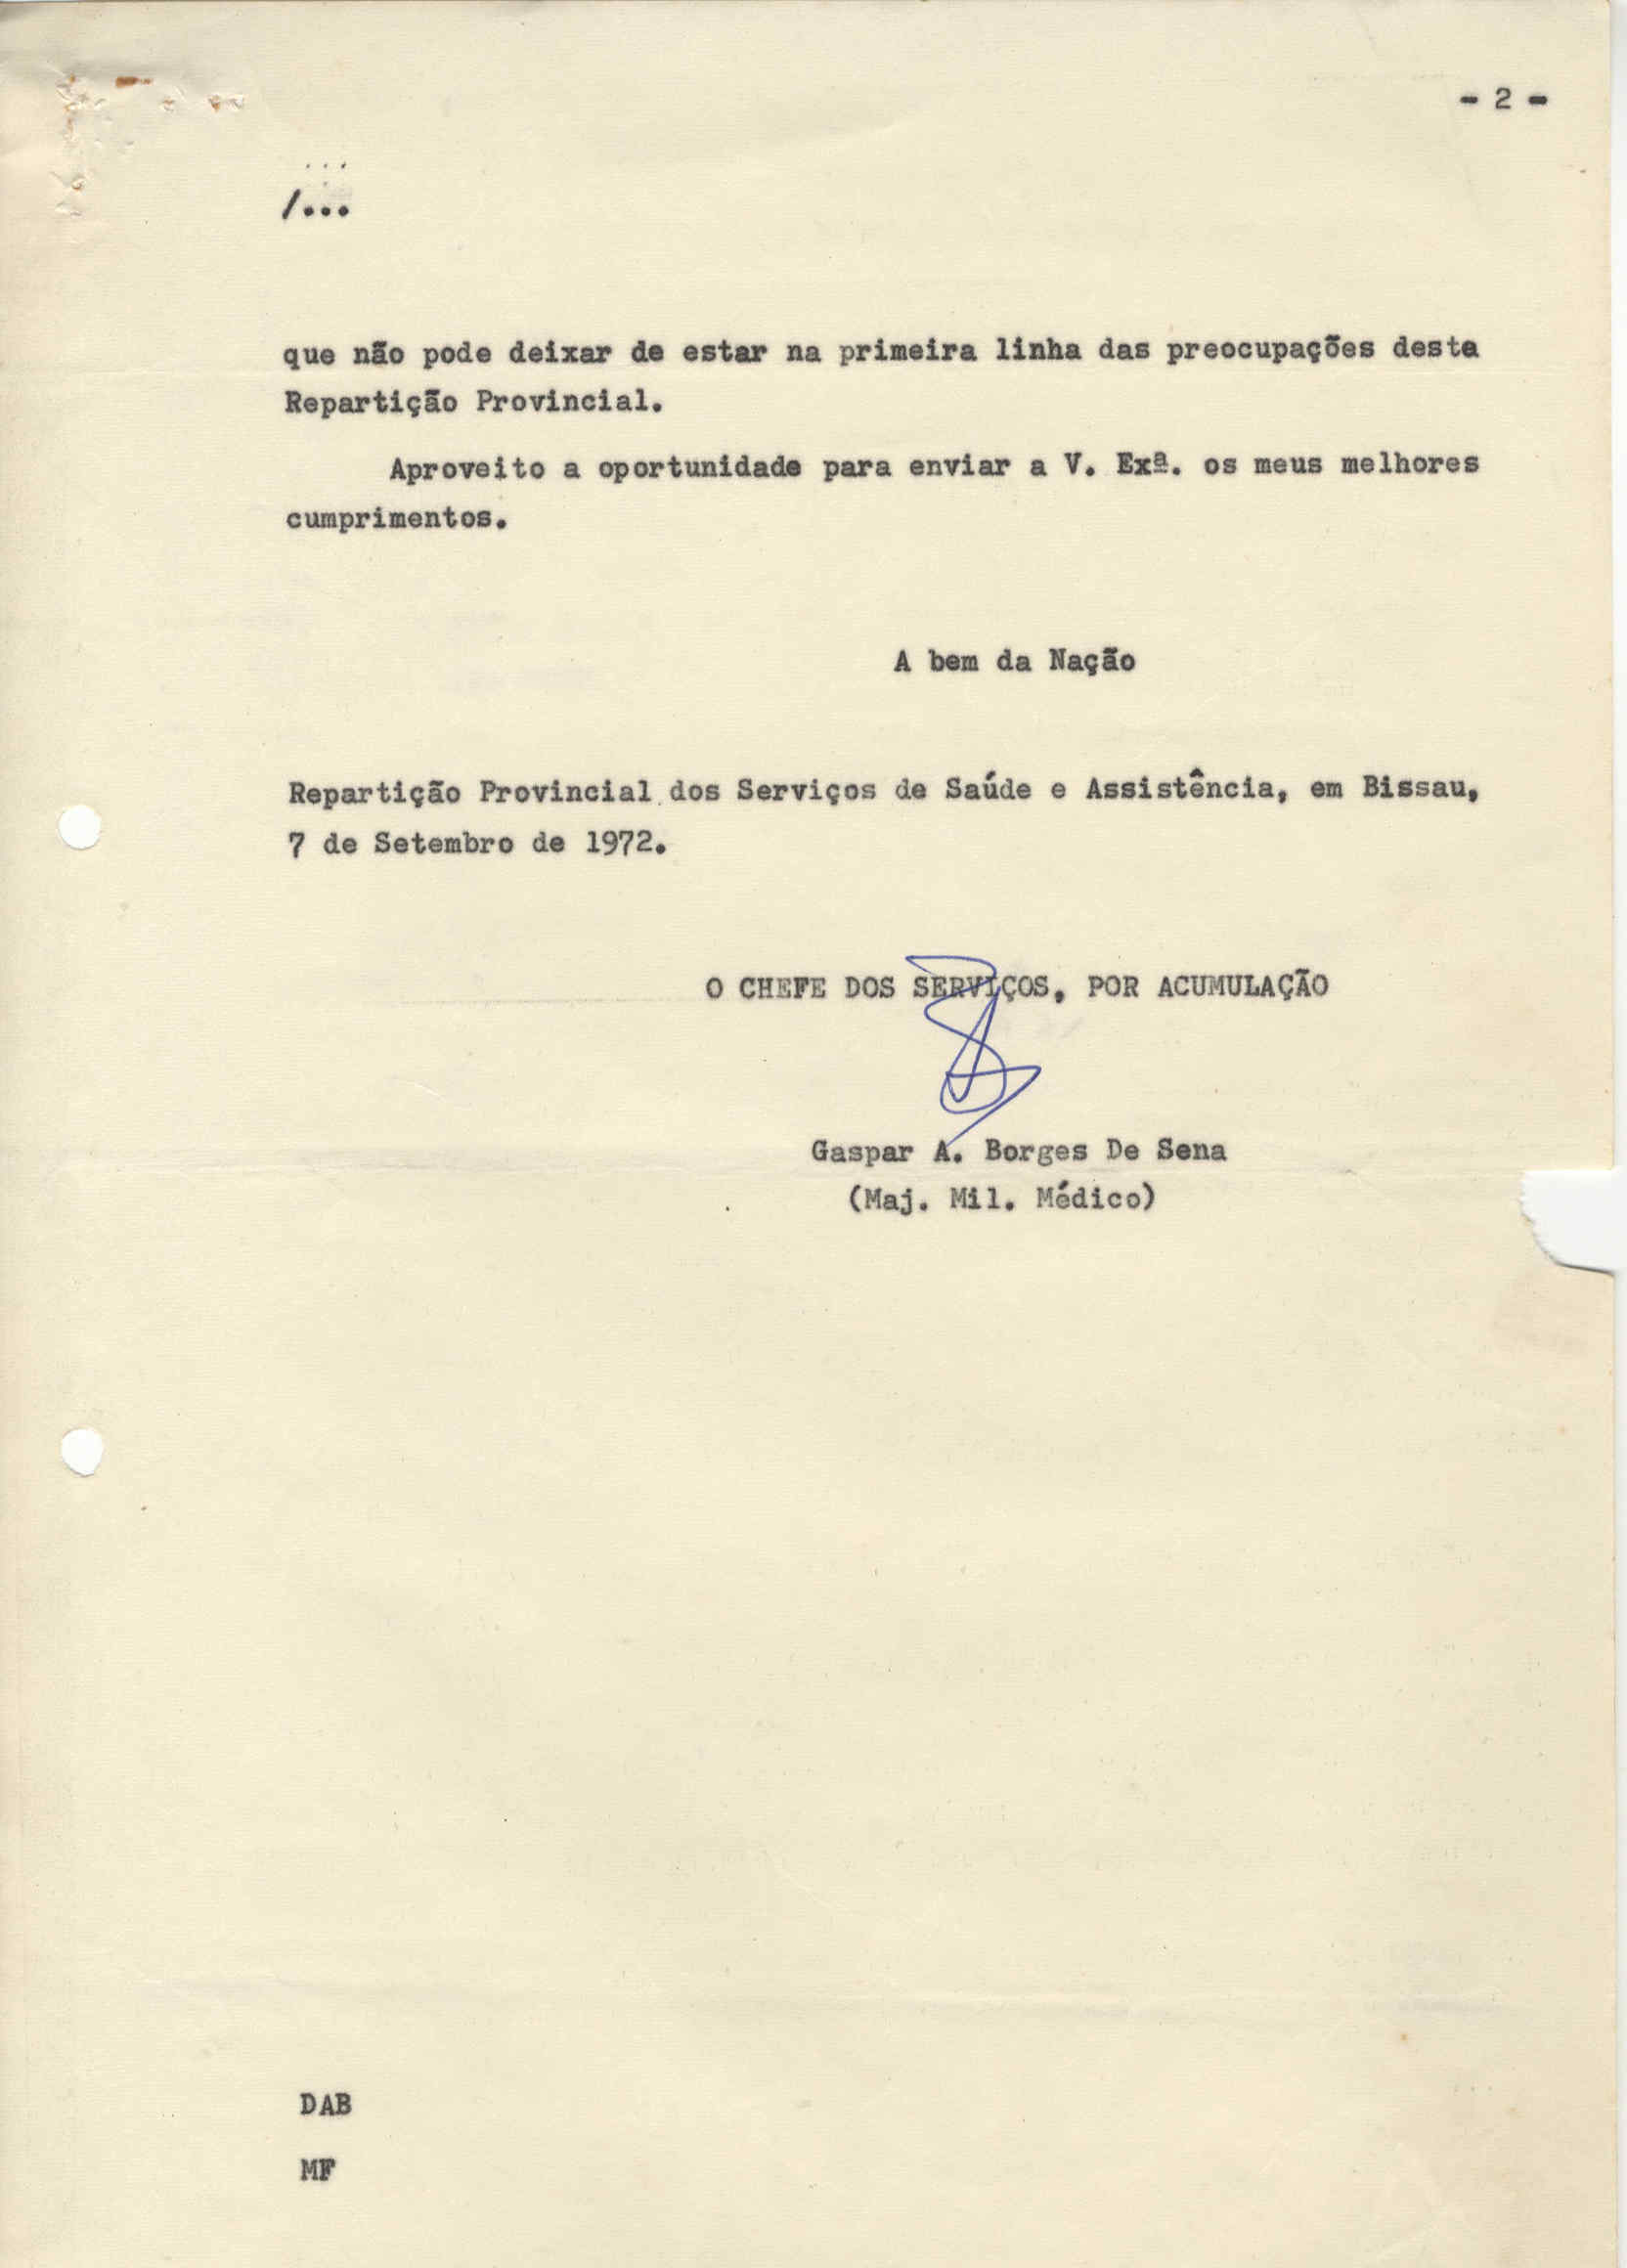 - 2 -
/...
que não pode deixar de estar na primeira linha das preocupações desta
Repartição Provincial.
Aproveito a oportunidade para enviar a V. Exª. os meus melhores
cumprimentos.
A bem da Nação
Repartição Provincial dos Serviços de Saúde e Assistência, em Bissau,
7 de Setembro de 1972.
O CHEFE DOS SERVIÇOS, POR ACUMULAÇÃO
Gaspar A. Borges De Sena
(Maj. Mil. Médico)
DAB
MF